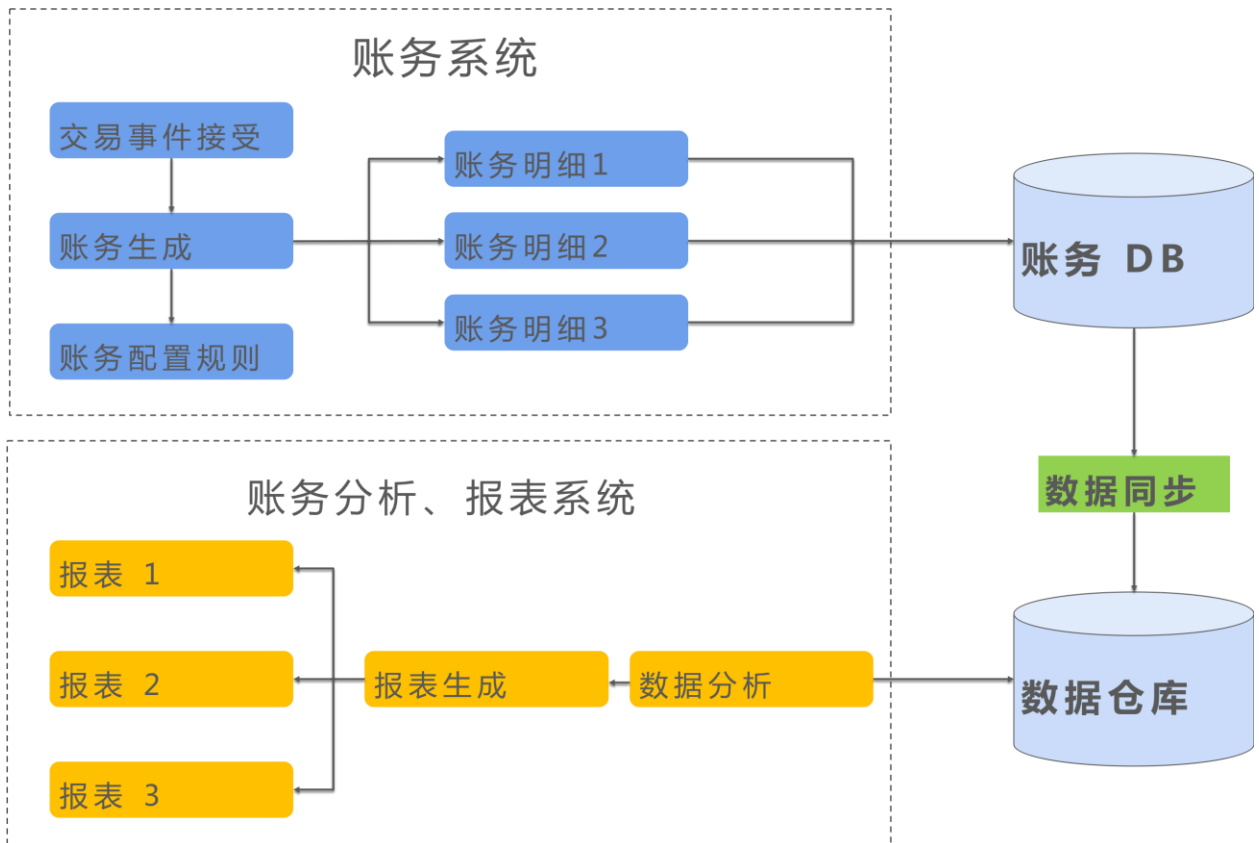 账务系统
交易事件接受
账务生成
账务配置规则
账务明细1
账务明细2
账务明细3
账务 DB
数据同步
数据仓库
账务分析、报表系统
报表 1
报表 2
报表 3
报表生成
数据分析